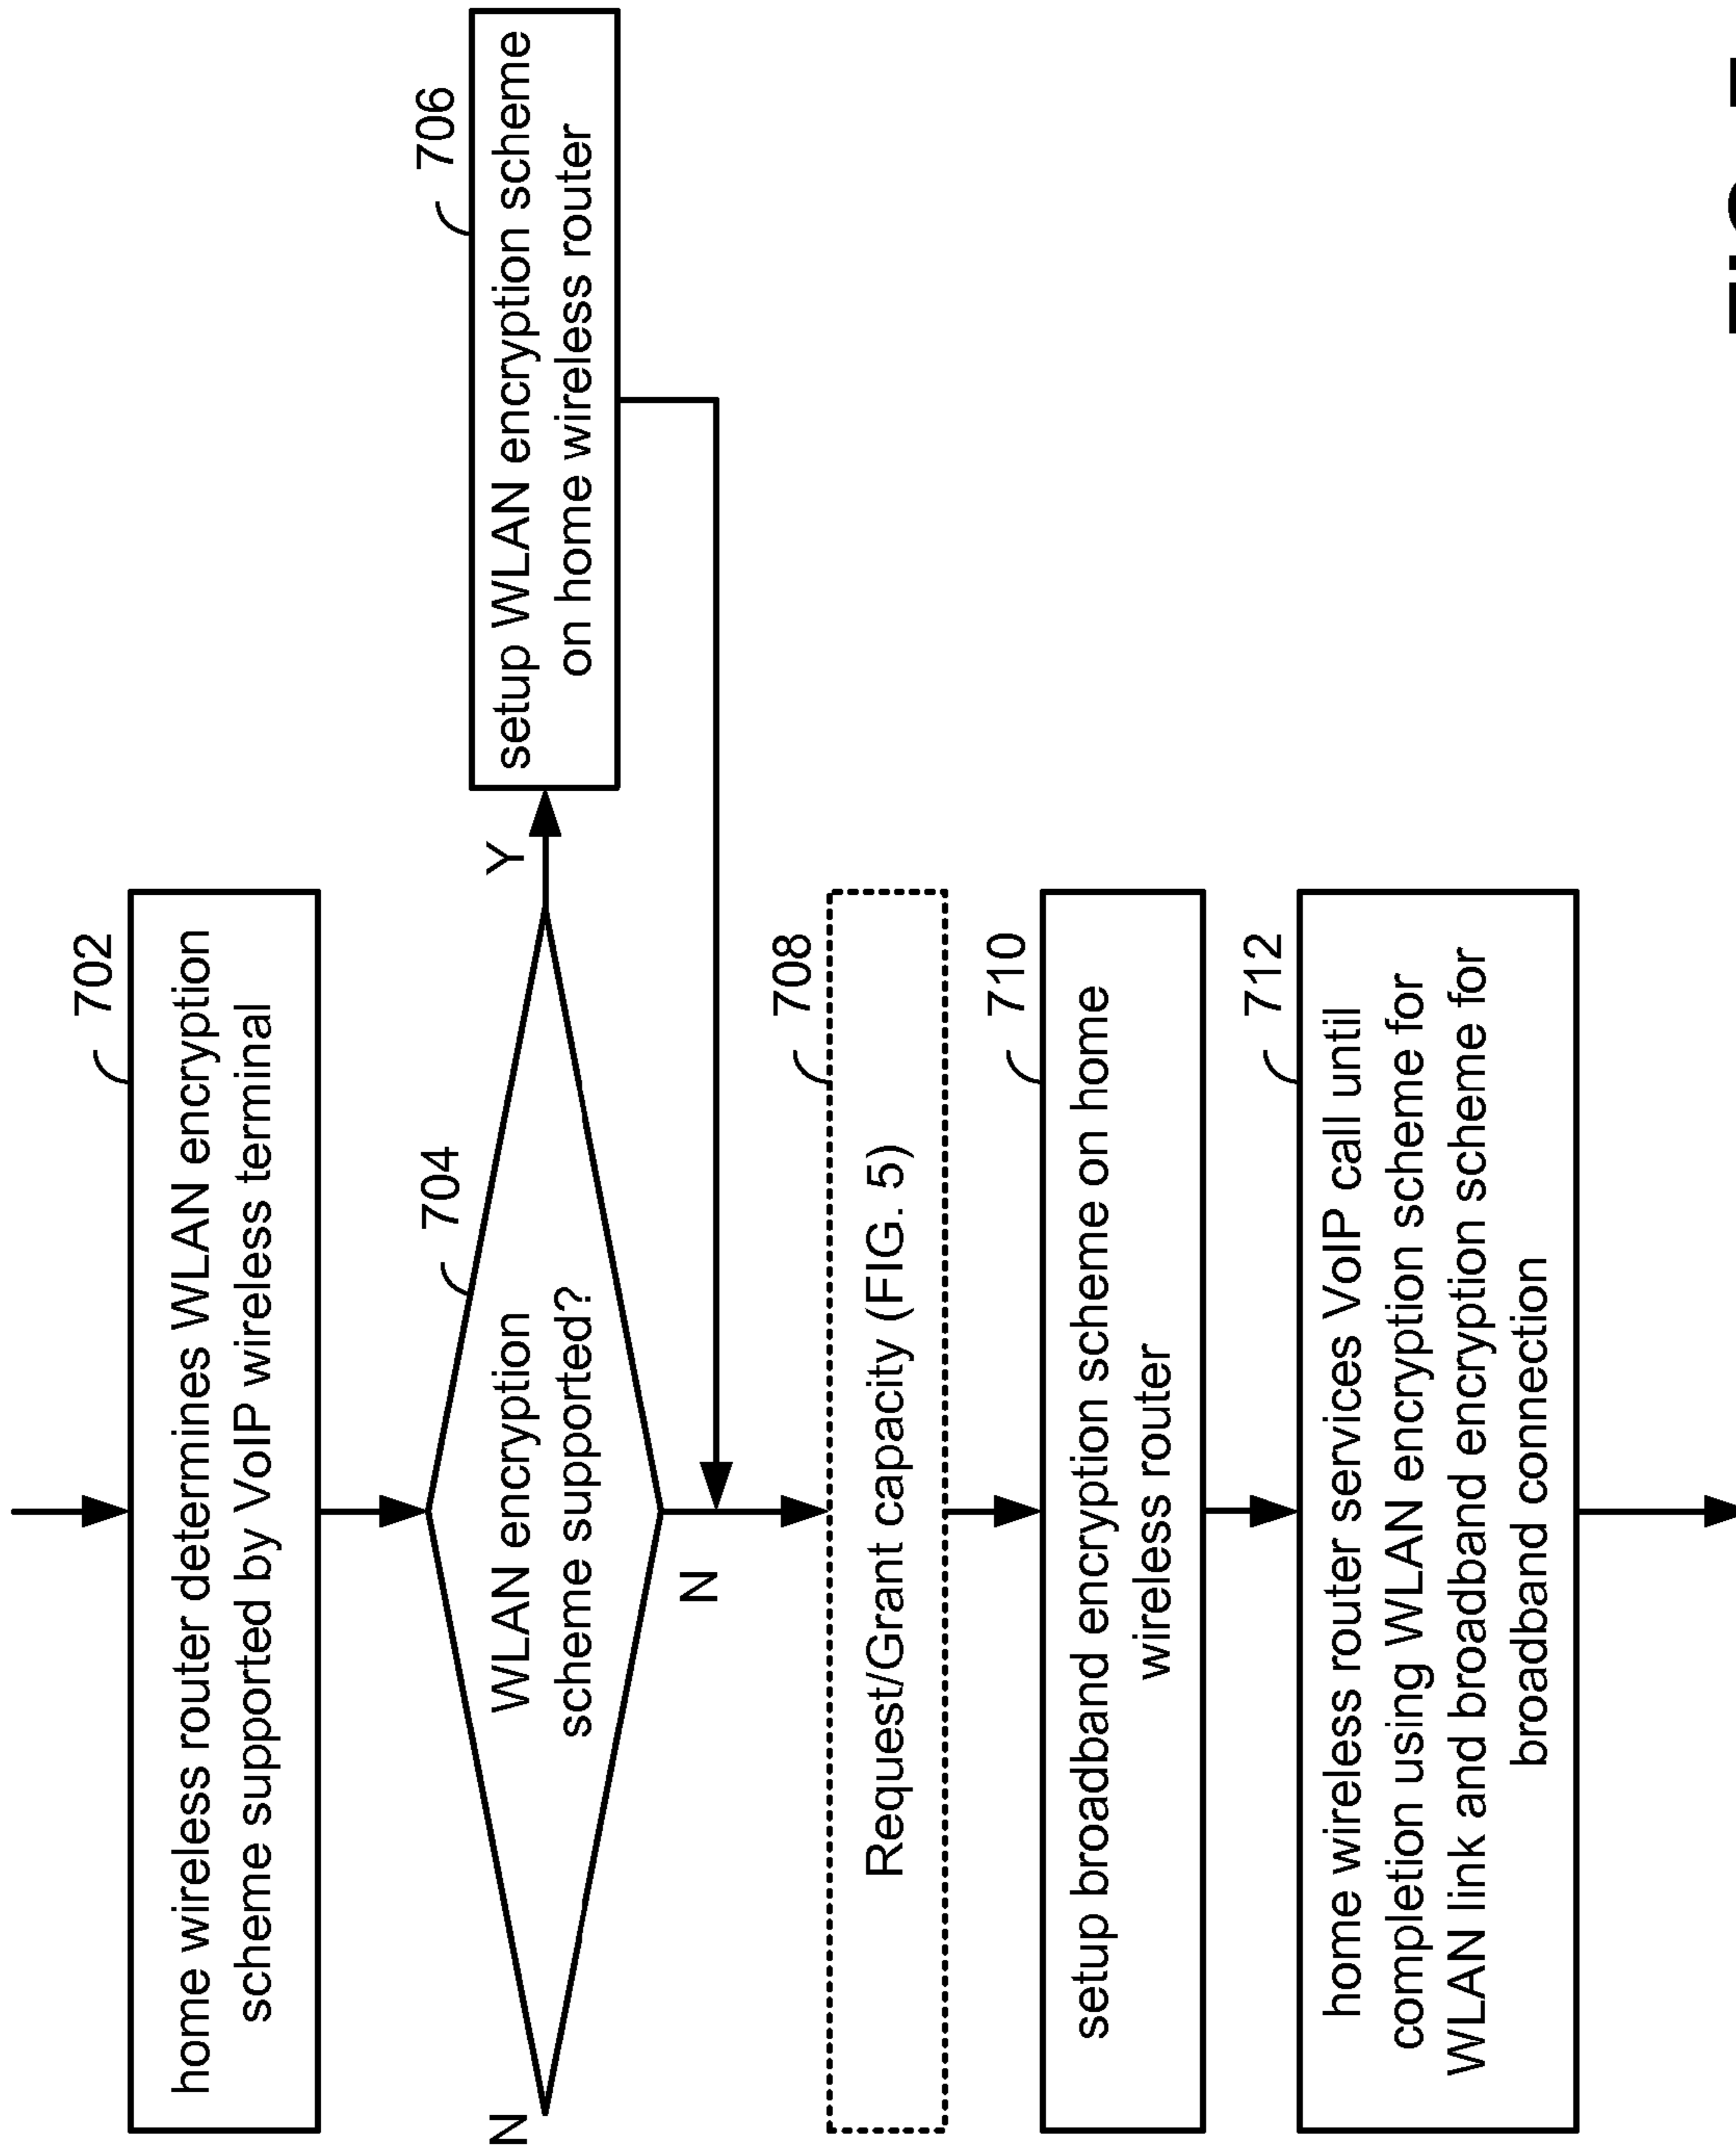 702
home wireless router determines WLAN encryption
scheme supported by VoIP wireless terminal
704
WLAN encryption
scheme supported?
N
Y
N
706
setup WLAN encryption scheme
on home wireless router
708
Request/Grant capacity (FIG. 5)
710
setup broadband encryption scheme on home
wireless router
712
home wireless router services VoIP call until
completion using WLAN encryption scheme for
WLAN link and broadband encryption scheme for
broadband connection